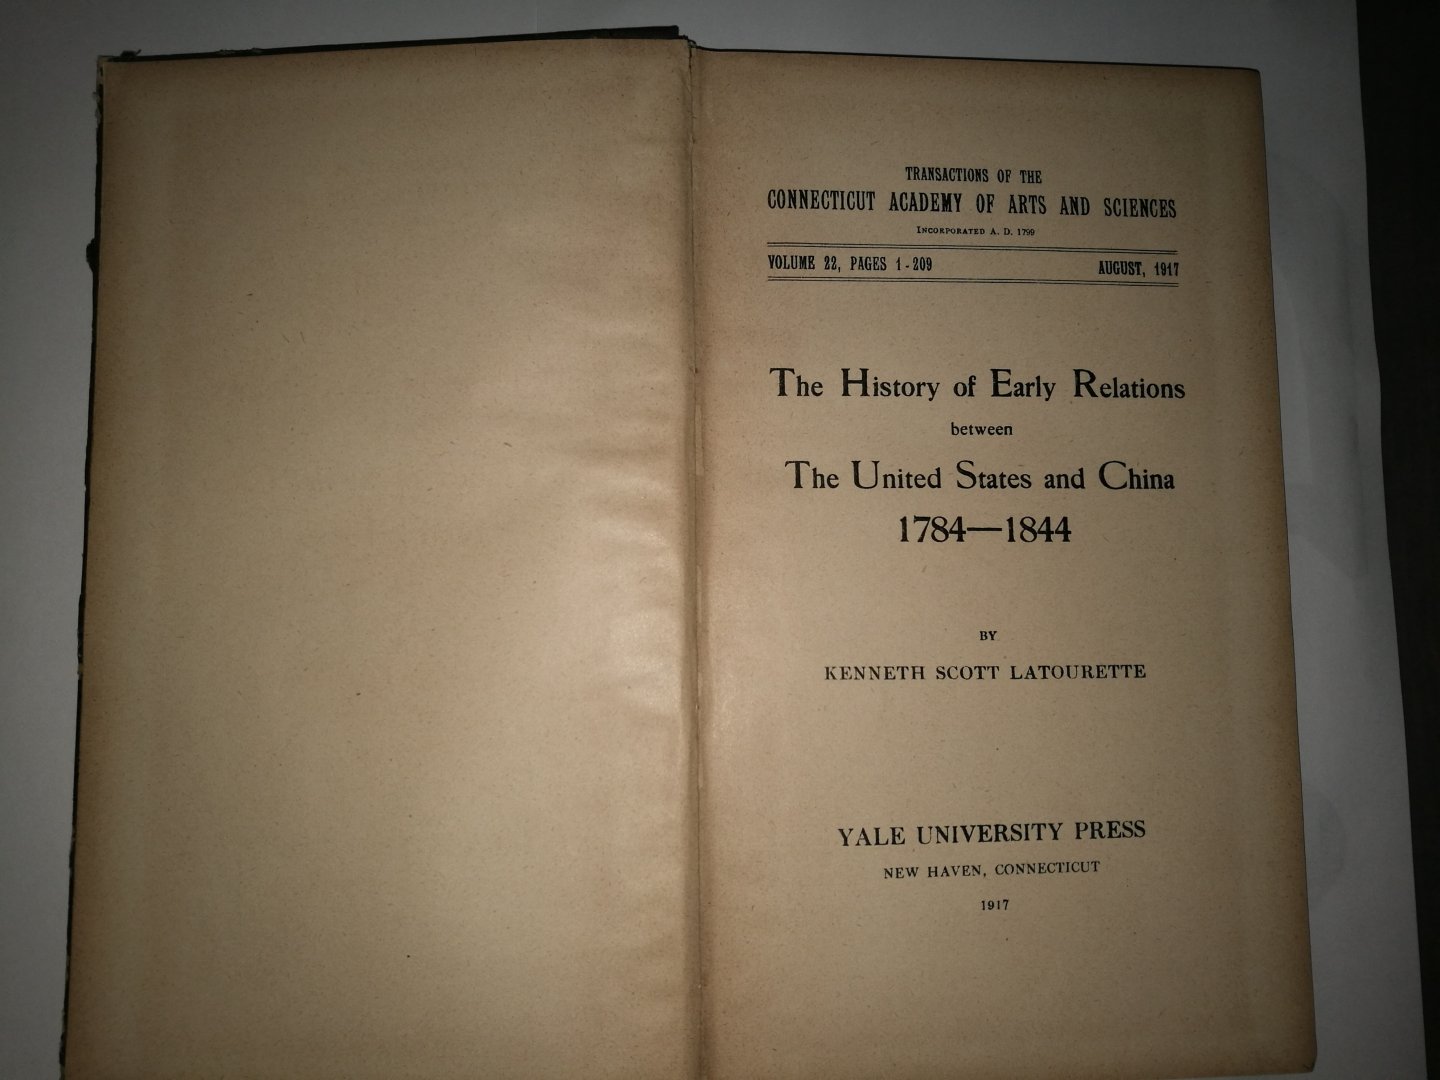 TRANSACTIONS OF THE
CONNECTICUT ACADEMY OF ARTS AND SCIENCES
INCORPORATED A. D. 1799
VOLUME 22, PAGES 1-209 AUGUST, 1917
The History of Early Relations
between
The United States and China
1784—1844
BY
KENNETH SCOTT LATOURETTE
YALE UNIVERSITY PRESS
NEW HAVEN, CONNECTICUT
1917